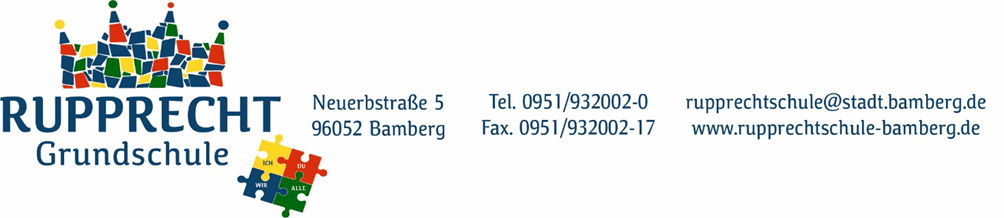 RUPPRECHT
Grundschule
ICH
DU
WIR
ALLE
Neuerbstraße 5
96052 Bamberg
Tel. 0951/932002-0
Fax. 0951/932002-17
rupprechtschule@stadt.bamberg.de
www.rupprechtschule-bamberg.de